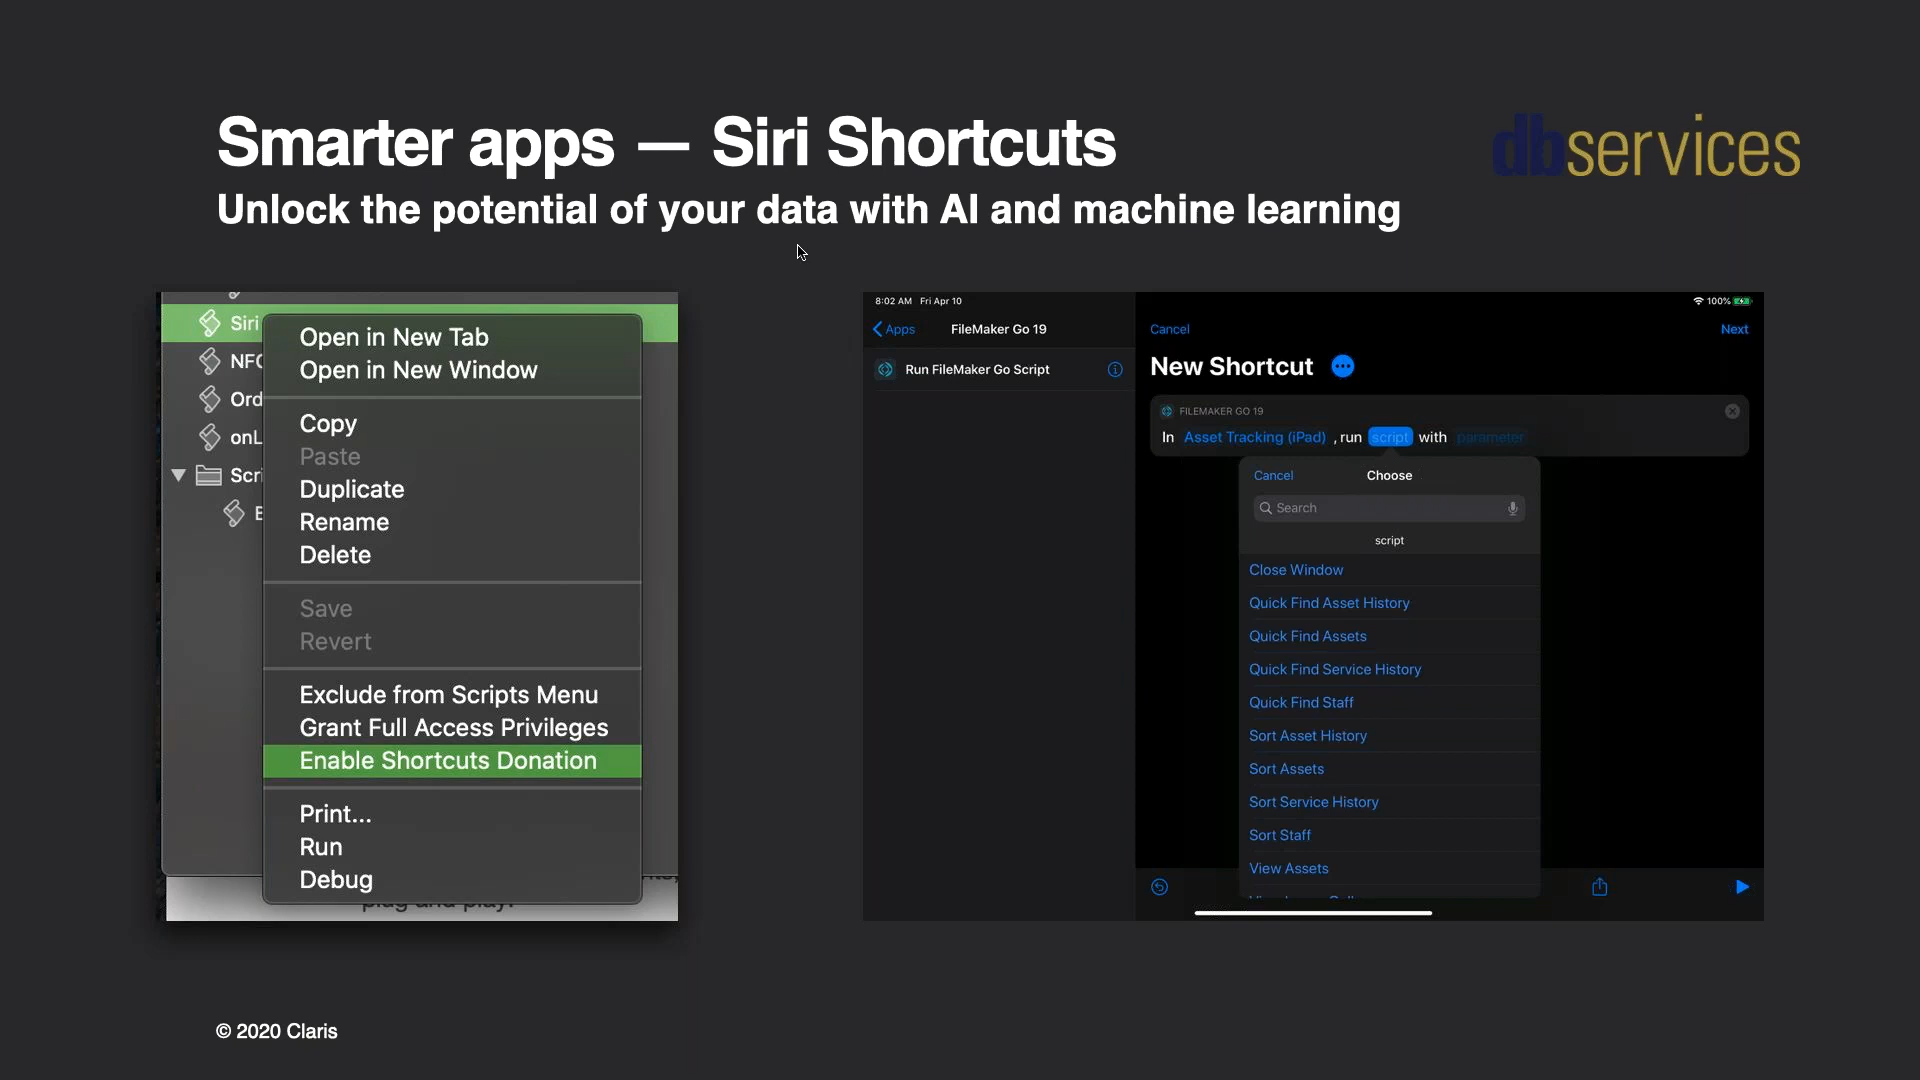 Smarter apps — Siri Shortcuts
dbservices
Unlock the potential of your data with AI and machine learning
Siri
NFC
Ord
onL
Scri
Open in New Tab
Open in New Window
Copy
Paste
Duplicate
Rename
Delete
Save
Revert
Exclude from Scripts Menu
Grant Full Access Privileges
Enable Shortcuts Donation
Print...
Run
Debug
plug and play.
8:02 AM Fri Apr 10
100%
Apps
FileMaker Go 19
Run FileMaker Go Script
Cancel
Next
New Shortcut
FILEMAKER GO 19
In Asset Tracking (iPad) , run script with parameter
Cancel
Choose
Search
script
Close Window
Quick Find Asset History
Quick Find Assets
Quick Find Service History
Quick Find Staff
Sort Asset History
Sort Assets
Sort Service History
Sort Staff
View Assets
© 2020 Claris